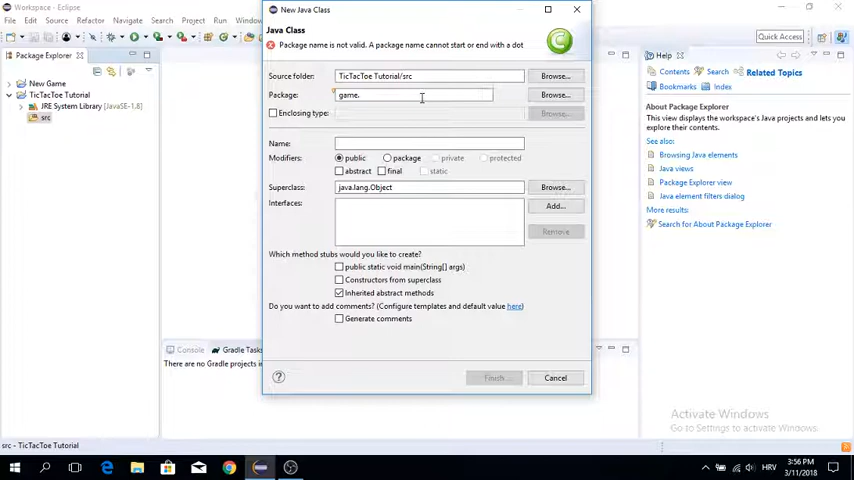 Workspace - Eclipse
File Edit Source Refactor Navigate Search Project Run Window
Quick Access
Package Explorer
New Game
TicTacToe Tutorial
JRE System Library [JavaSE-1.8]
src
New Java Class
Java Class
Package name is not valid. A package name cannot start or end with a dot
Source folder: TicTacToe Tutorial/src Browse...
Package: game. Browse...
Enclosing type: Browse...
Name:
Modifiers: public package private protected
abstract final static
Superclass: java.lang.Object Browse...
Interfaces: Add...
Remove
Which method stubs would you like to create?
public static void main(String[] args)
Constructors from superclass
Inherited abstract methods
Do you want to add comments? (Configure templates and default value here)
Generate comments
? Finish Cancel
Console Gradle Tasks
There are no Gradle projects in
Help
Contents Search Related Topics
Bookmarks Index
About Package Explorer
This view displays the workspace's Java projects and lets you explore their contents.
See also:
Browsing Java elements
Java views
Package Explorer view
Java element filters dialog
More results:
Search for About Package Explorer
Activate Windows
Go to Settings to activate Windows.
src - TicTacToe Tutorial
HRV
3:56 PM
3/11/2018